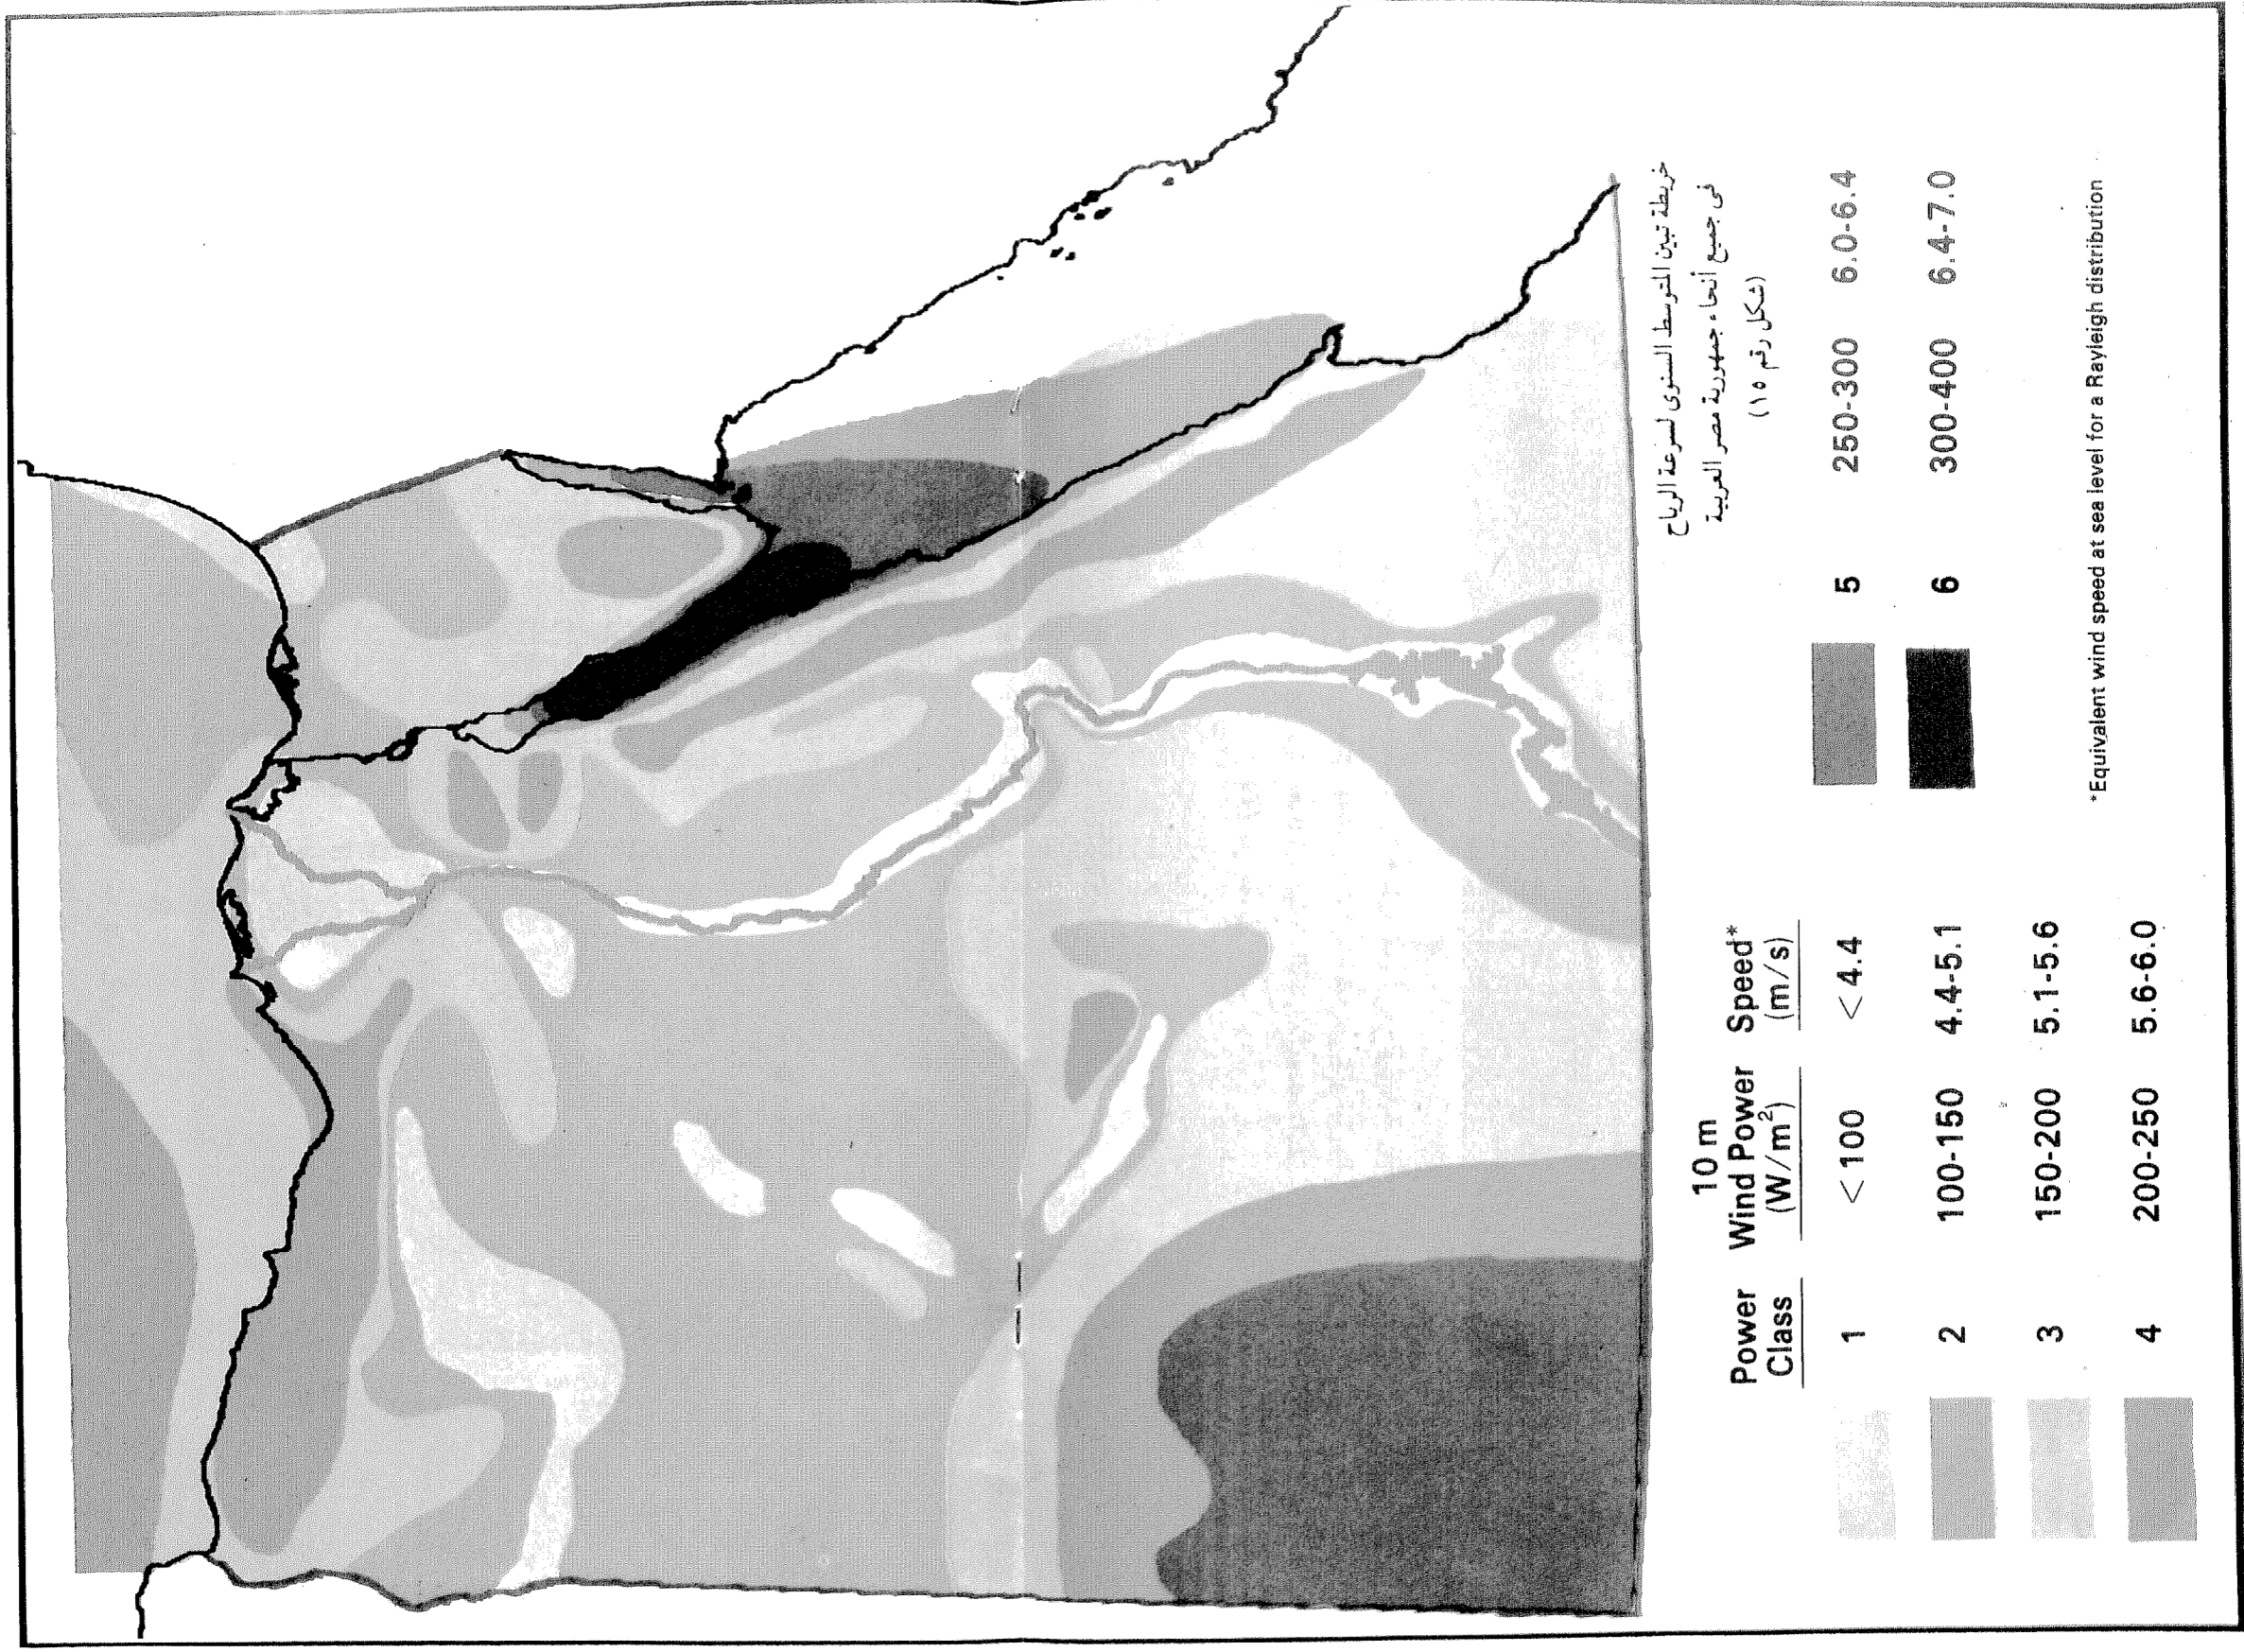 خريطة تبين المتوسط السنوى لسرعة الرياح
فى جميع أنحاء جمهورية مصر العربية
(شكل رقم ١٥)
10 m
Power Wind Power Speed*
Class (W/m²) (m/s)
1 <100 <4.4
2 100-150 4.4-5.1
3 150-200 5.1-5.6
4 200-250 5.6-6.0
5 250-300 6.0-6.4
6 300-400 6.4-7.0
*Equivalent wind speed at sea level for a Rayleigh distribution